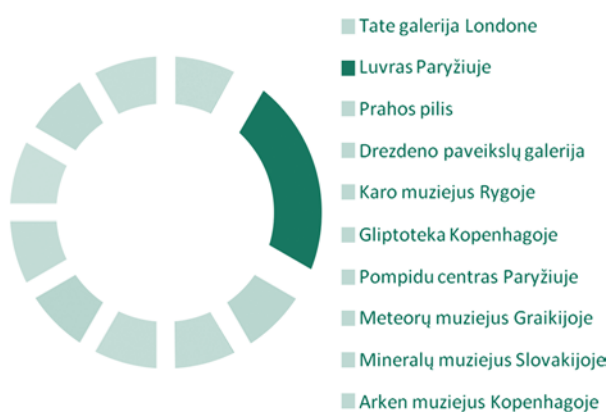 Tate galerija Londone
Luvras Paryžiuje
Prahos pilis
Drezdeno paveikslų galerija
Karo muziejus Rygoje
Gliptoteka Kopenhagoje
Pompidu centras Paryžiuje
Meteorų muziejus Graikijoje
Mineralų muziejus Slovakijoje
Arken muziejus Kopenhagoje